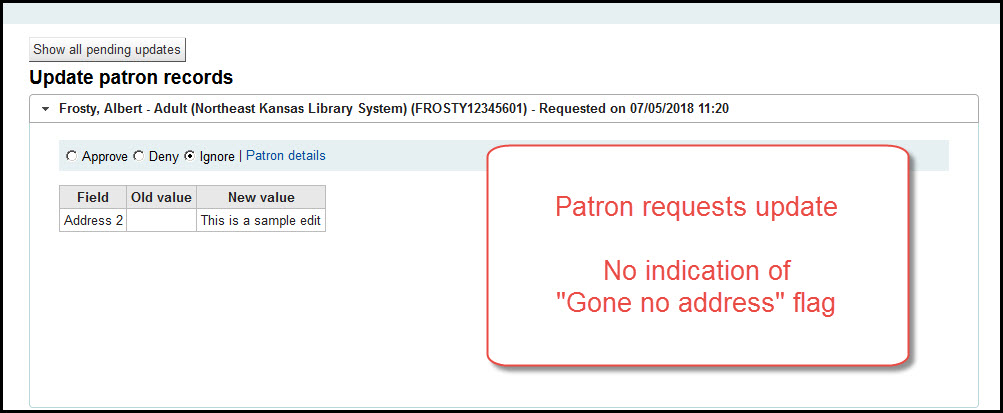 Show all pending updates
Update patron records
Frosty, Albert - Adult (Northeast Kansas Library System) (FROSTY12345601) - Requested on 07/05/2018 11:20
Approve Deny Ignore | Patron details
Field Old value New value
Address 2 This is a sample edit
Patron requests update
No indication of
"Gone no address" flag